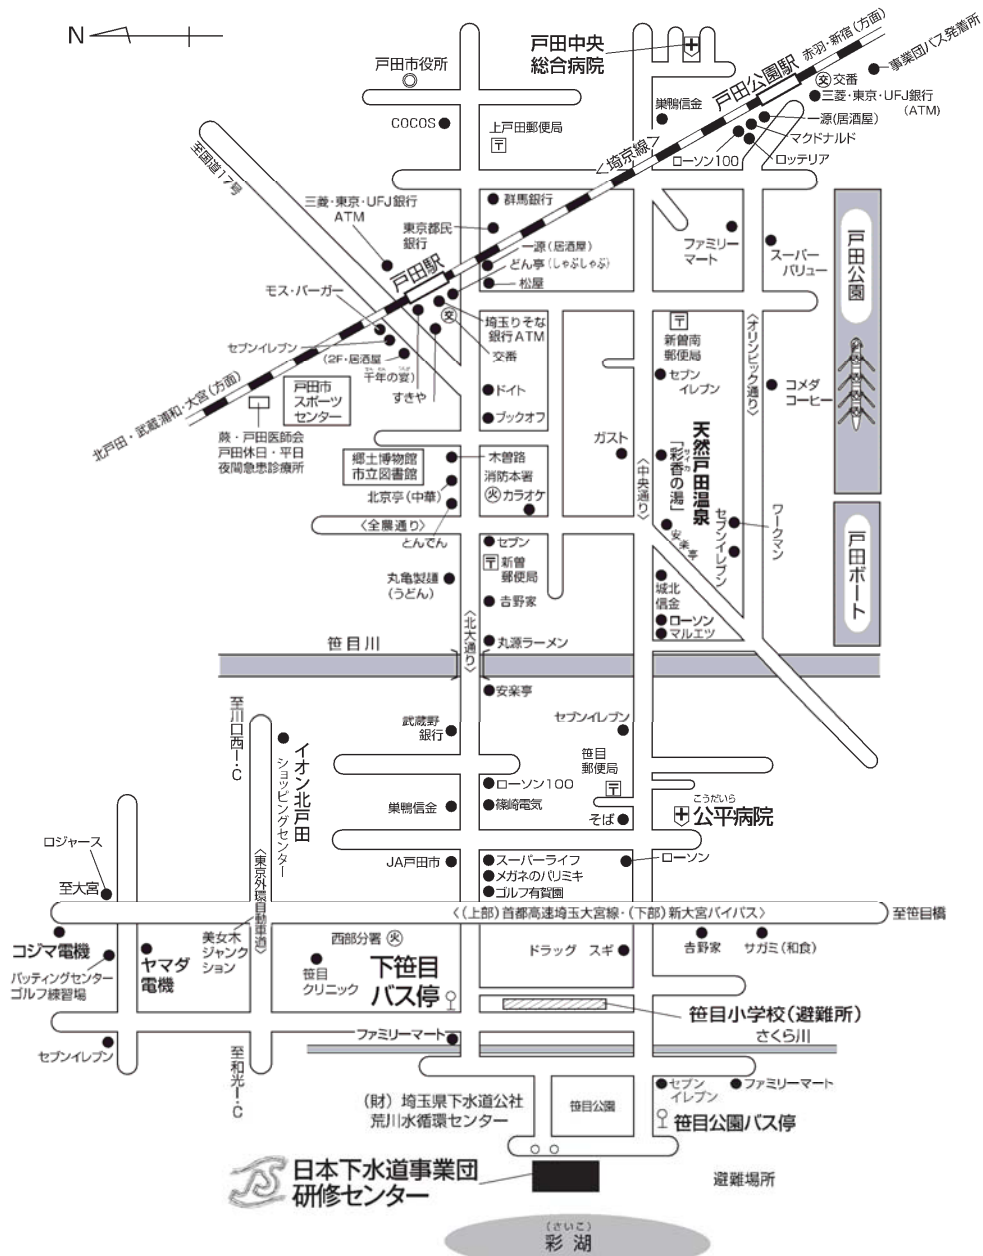 N
戸田市役所
戸田中央
総合病院
赤羽・新宿(方面)
戸田公園駅
事業団バス発着所
交 交番
三菱・東京・UFJ銀行
(ATM)
COCOS
上戸田郵便局
巣鴨信金
一源(居酒屋)
マクドナルド
ロッテリア
ローソン100
〈埼京線〉
至国道17号
三菱・東京・UFJ銀行
ATM
群馬銀行
東京都民
銀行
一源(居酒屋)
どん亭(しゃぶしゃぶ)
松屋
ファミリー
マート
スーパー
バリュー
戸田公園
戸田駅
モス・バーガー
セブンイレブン
(2F・居酒屋
千年の宴)
せん ねん うたげ
すきや
交
埼玉りそな
銀行ATM
交番
新曽南
郵便局
セブン
イレブン
〈オリンピック通り〉
コメダ
コーヒー
北戸田・武蔵浦和・大宮(方面)
戸田市
スポーツ
センター
蕨・戸田医師会
戸田休日・平日
夜間急患診療所
ドイト
ブックオフ
ガスト
天然戸田温泉
「彩香の湯」
サイカ
郷土博物館
市立図書館
木曽路
消防本署
火 カラオケ
北京亭(中華)
〈全農通り〉
とんでん
〈中央通り〉
安楽亭
セブンイレブン
ワークマン
戸田ボート
セブン
新曽
郵便局
丸亀製麺
(うどん)
吉野家
〈北大通り〉
丸源ラーメン
城北
信金
ローソン
マルエツ
笹目川
安楽亭
至川口西I・C
武蔵野
銀行
セブンイレブン
イオン北戸田
ショッピングセンター
笹目
郵便局
ローソン100
篠崎電気
巣鴨信金
そば
こうだいら
公平病院
ロジャース
至大宮
JA戸田市
スーパーライフ
メガネのパリミキ
ゴルフ有賀園
ローソン
〈東京外環自動車道〉
〈(上部)首都高速埼玉大宮線・(下部)新大宮バイパス〉
至笹目橋
コジマ電機
バッティングセンター
ゴルフ練習場
ヤマダ
電機
美女木
ジャンク
ション
西部分署 火
笹目
クリニック
下笹目
バス停
ドラッグ スギ
吉野家
サガミ(和食)
笹目小学校(避難所)
さくら川
セブンイレブン
至和光I・C
ファミリーマート
(財)埼玉県下水道公社
荒川水循環センター
笹目公園
セブン
イレブン
ファミリーマート
笹目公園バス停
日本下水道事業団
研修センター
避難場所
(さいこ)
彩湖